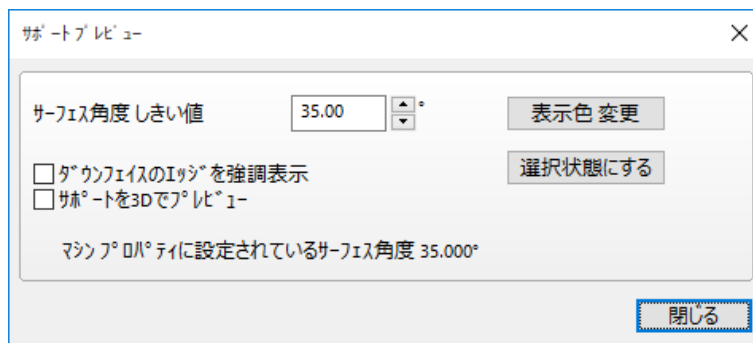 ｻﾎﾟｰﾄ ﾌﾟﾚﾋﾞｭｰ
ｻｰﾌｪｽ角度 しきい値 35.00 ° 表示色 変更
ﾀﾞｳﾝﾌｪｲｽのｴｯｼﾞを強調表示 選択状態にする
ｻﾎﾟｰﾄを3Dでﾌﾟﾚﾋﾞｭｰ
ﾏｼﾝ ﾌﾟﾛﾊﾟﾃｨに設定されているｻｰﾌｪｽ角度 35.000°
閉じる